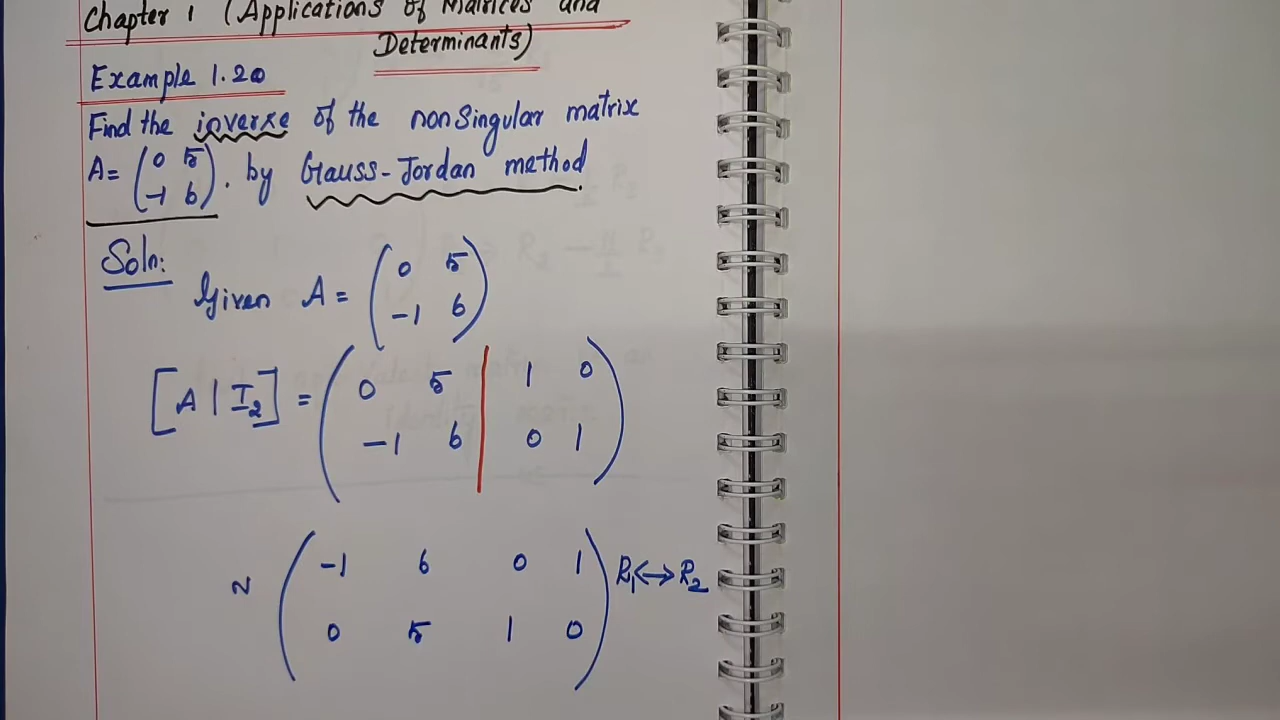 Chapter 1 (Applications of Matrices and
Determinants)
Example 1.20
Find the inverse of the nonSingular matrix
A = ( 0 5
-1 6 ). by Gauss-Jordan method.
Soln:
Given A = ( 0 5
-1 6 )
[A | I₂] = ( 0 5 | 1 0
-1 6 | 0 1 )
~ ( -1 6 0 1
0 5 1 0 ) R₁↔R₂